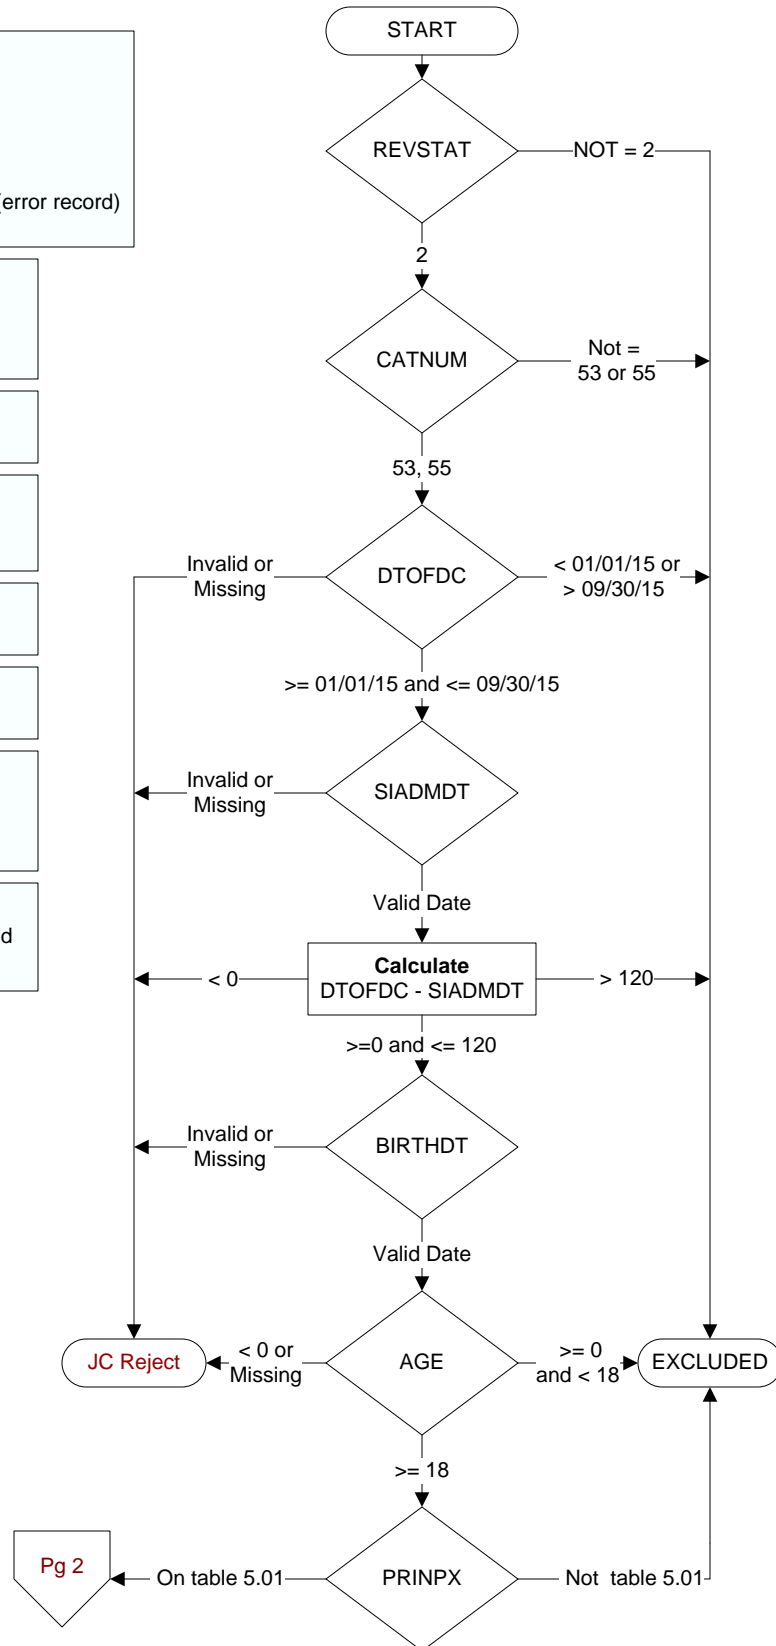 START
REVSTAT
NOT = 2
(error record)
2
CATNUM
Not =
53 or 55
53, 55
Invalid or
Missing
DTOFDC
< 01/01/15 or
> 09/30/15
>= 01/01/15 and <= 09/30/15
Invalid or
Missing
SIADMDT
Valid Date
d
< 0
Calculate
DTOFDC - SIADMDT
> 120
>=0 and <= 120
Invalid or
Missing
BIRTHDT
Valid Date
JC Reject
< 0 or
Missing
AGE
>= 0
and < 18
EXCLUDED
>= 18
Pg 2
On table 5.01
PRINPX
Not table 5.01